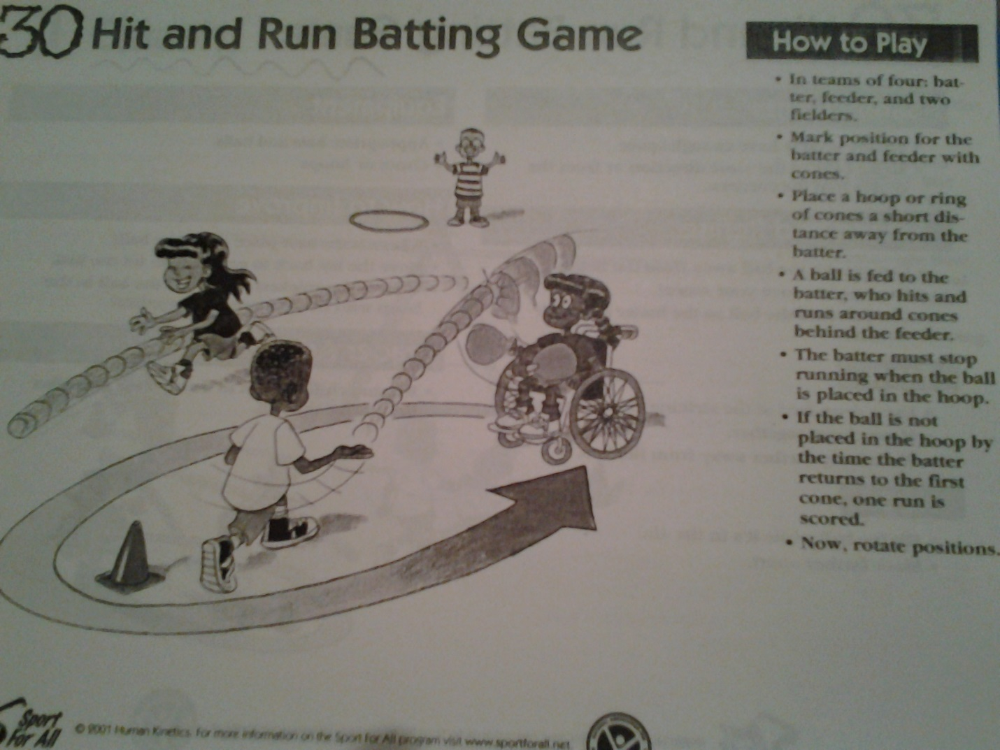 30 Hit and Run Batting Game
How to Play
• In teams of four: bat-
ter, feeder, and two
fielders.
• Mark position for the
batter and feeder with
cones.
• Place a hoop or ring
of cones a short dis-
tance away from the
batter.
• A ball is fed to the
batter, who hits and
runs around cones
behind the feeder.
• The batter must stop
running when the ball
is placed in the hoop.
• If the ball is not
placed in the hoop by
the time the batter
returns to the first
cone, one run is
scored.
• Now, rotate positions.
Sport
For All
© 2001 Human Kinetics. For more information on the Sport For All program visit www.sportforall.net